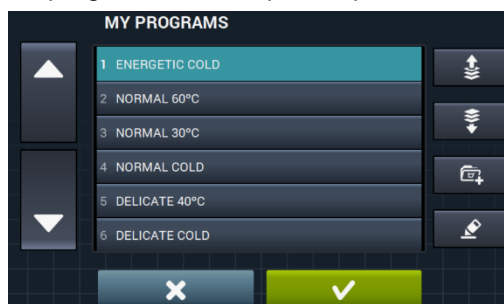 MY PROGRAMS
1 ENERGETIC COLD
2 NORMAL 60ºC
3 NORMAL 30ºC
4 NORMAL COLD
5 DELICATE 40ºC
6 DELICATE COLD